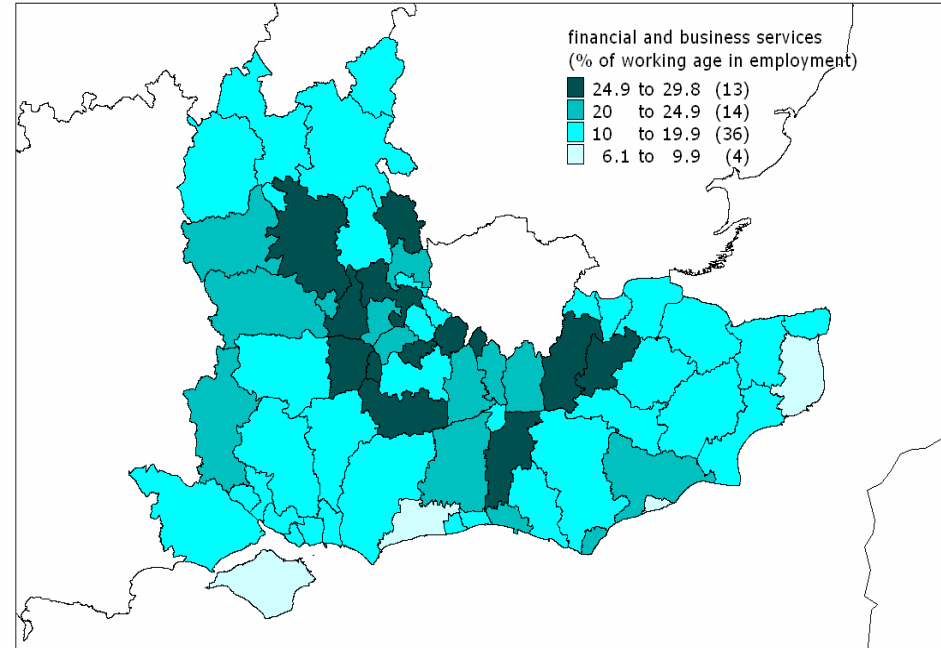 financial and business services
(% of working age in employment)
24.9 to 29.8 (13)
20 to 24.9 (14)
10 to 19.9 (36)
6.1 to 9.9 (4)